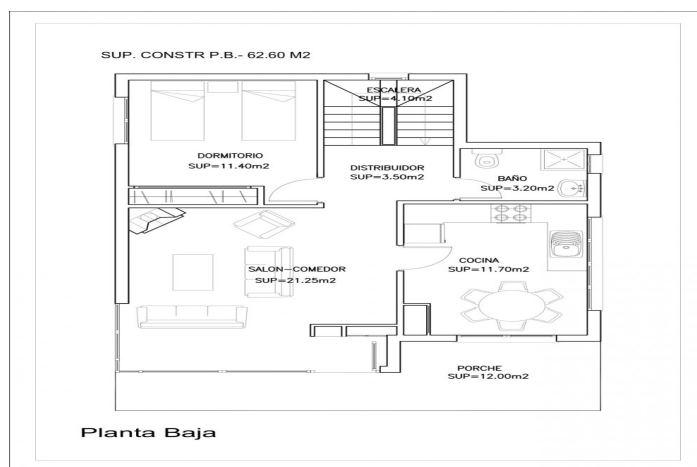 SUP. CONSTR P.B.- 62.60 M2
ESCALERA
SUP=4.10m2
DORMITORIO
SUP=11.40m2
DISTRIBUIDOR
SUP=3.50m2
BAÑO
SUP=3.20m2
SALON-COMEDOR
SUP=21.25m2
COCINA
SUP=11.70m2
PORCHE
SUP=12.00m2
Planta Baja